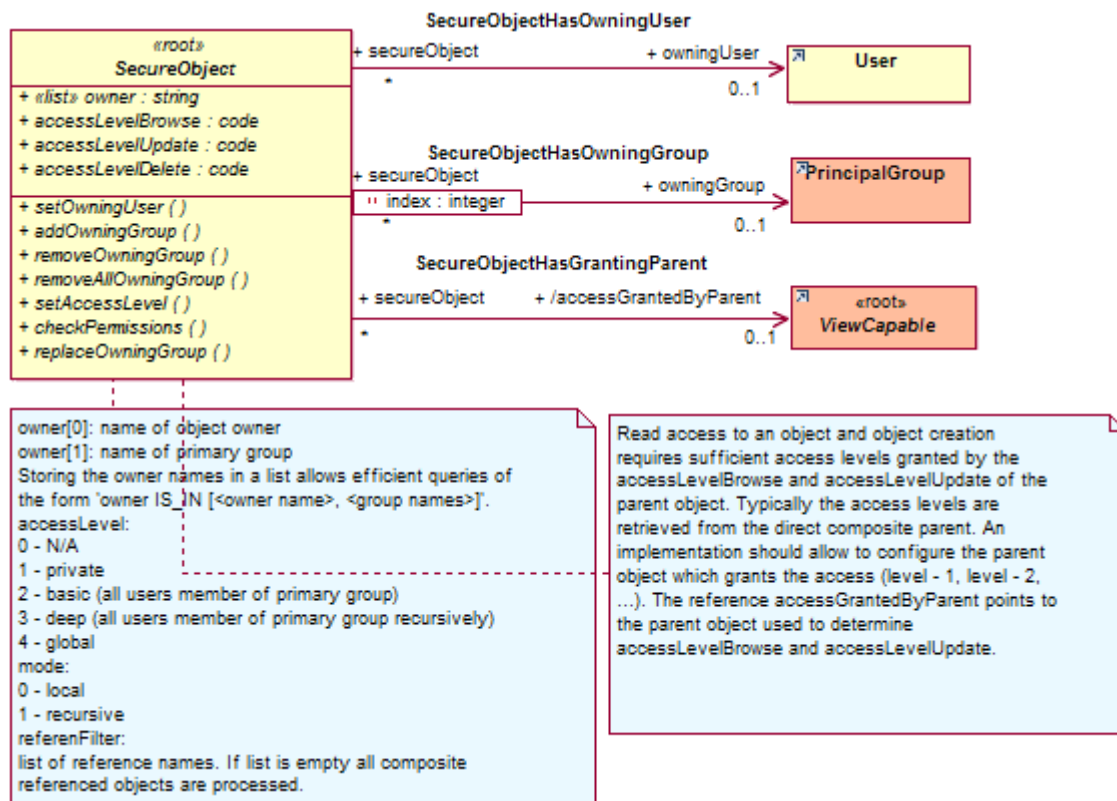 SecureObjectHasOwningUser
«root»
SecureObject
+ «list» owner : string
+ accessLevelBrowse : code
+ accessLevelUpdate : code
+ accessLevelDelete : code
+ setOwningUser ( )
+ addOwningGroup ( )
+ removeOwningGroup ( )
+ removeAllOwningGroup ( )
+ setAccessLevel ( )
+ checkPermissions ( )
+ replaceOwningGroup ( )
+ secureObject
+ owningUser
*
0..1
User
SecureObjectHasOwningGroup
+ secureObject
index : integer
+ owningGroup
*
0..1
PrincipalGroup
SecureObjectHasGrantingParent
+ secureObject
+ /accessGrantedByParent
*
0..1
«root»
ViewCapable
owner[0]: name of object owner
owner[1]: name of primary group
Storing the owner names in a list allows efficient queries of
the form 'owner IS_IN [<owner name>, <group names>]'.
accessLevel:
0 - N/A
1 - private
2 - basic (all users member of primary group)
3 - deep (all users member of primary group recursively)
4 - global
mode:
0 - local
1 - recursive
referenFilter:
list of reference names. If list is empty all composite
referenced objects are processed.
Read access to an object and object creation
requires sufficient access levels granted by the
accessLevelBrowse and accessLevelUpdate of the
parent object. Typically the access levels are
retrieved from the direct composite parent. An
implementation should allow to configure the parent
object which grants the access (level - 1, level - 2,
...). The reference accessGrantedByParent points to
the parent object used to determine
accessLevelBrowse and accessLevelUpdate.